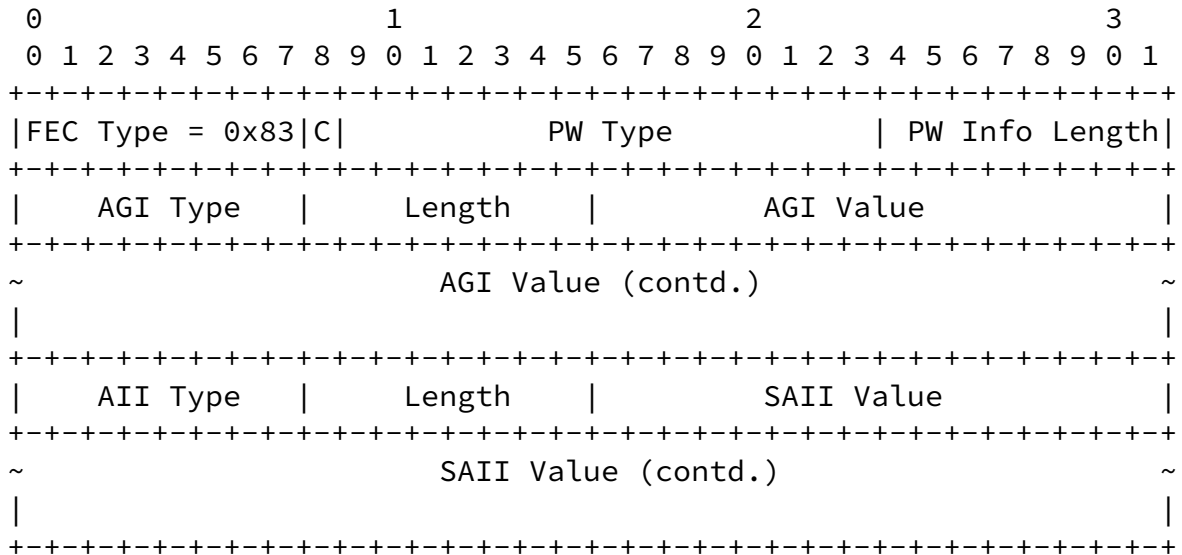 0                   1                   2                   3
 0 1 2 3 4 5 6 7 8 9 0 1 2 3 4 5 6 7 8 9 0 1 2 3 4 5 6 7 8 9 0 1
+-+-+-+-+-+-+-+-+-+-+-+-+-+-+-+-+-+-+-+-+-+-+-+-+-+-+-+-+-+-+-+-+
|FEC Type = 0x83|C|           PW Type           | PW Info Length|
+-+-+-+-+-+-+-+-+-+-+-+-+-+-+-+-+-+-+-+-+-+-+-+-+-+-+-+-+-+-+-+-+
|    AGI Type   |     Length    |         AGI Value             |
+-+-+-+-+-+-+-+-+-+-+-+-+-+-+-+-+-+-+-+-+-+-+-+-+-+-+-+-+-+-+-+-+
~                       AGI Value (contd.)                      ~
|                                                               |
+-+-+-+-+-+-+-+-+-+-+-+-+-+-+-+-+-+-+-+-+-+-+-+-+-+-+-+-+-+-+-+-+
|    AII Type   |     Length    |         SAII Value            |
+-+-+-+-+-+-+-+-+-+-+-+-+-+-+-+-+-+-+-+-+-+-+-+-+-+-+-+-+-+-+-+-+
~                       SAII Value (contd.)                     ~
|                                                               |
+-+-+-+-+-+-+-+-+-+-+-+-+-+-+-+-+-+-+-+-+-+-+-+-+-+-+-+-+-+-+-+-+